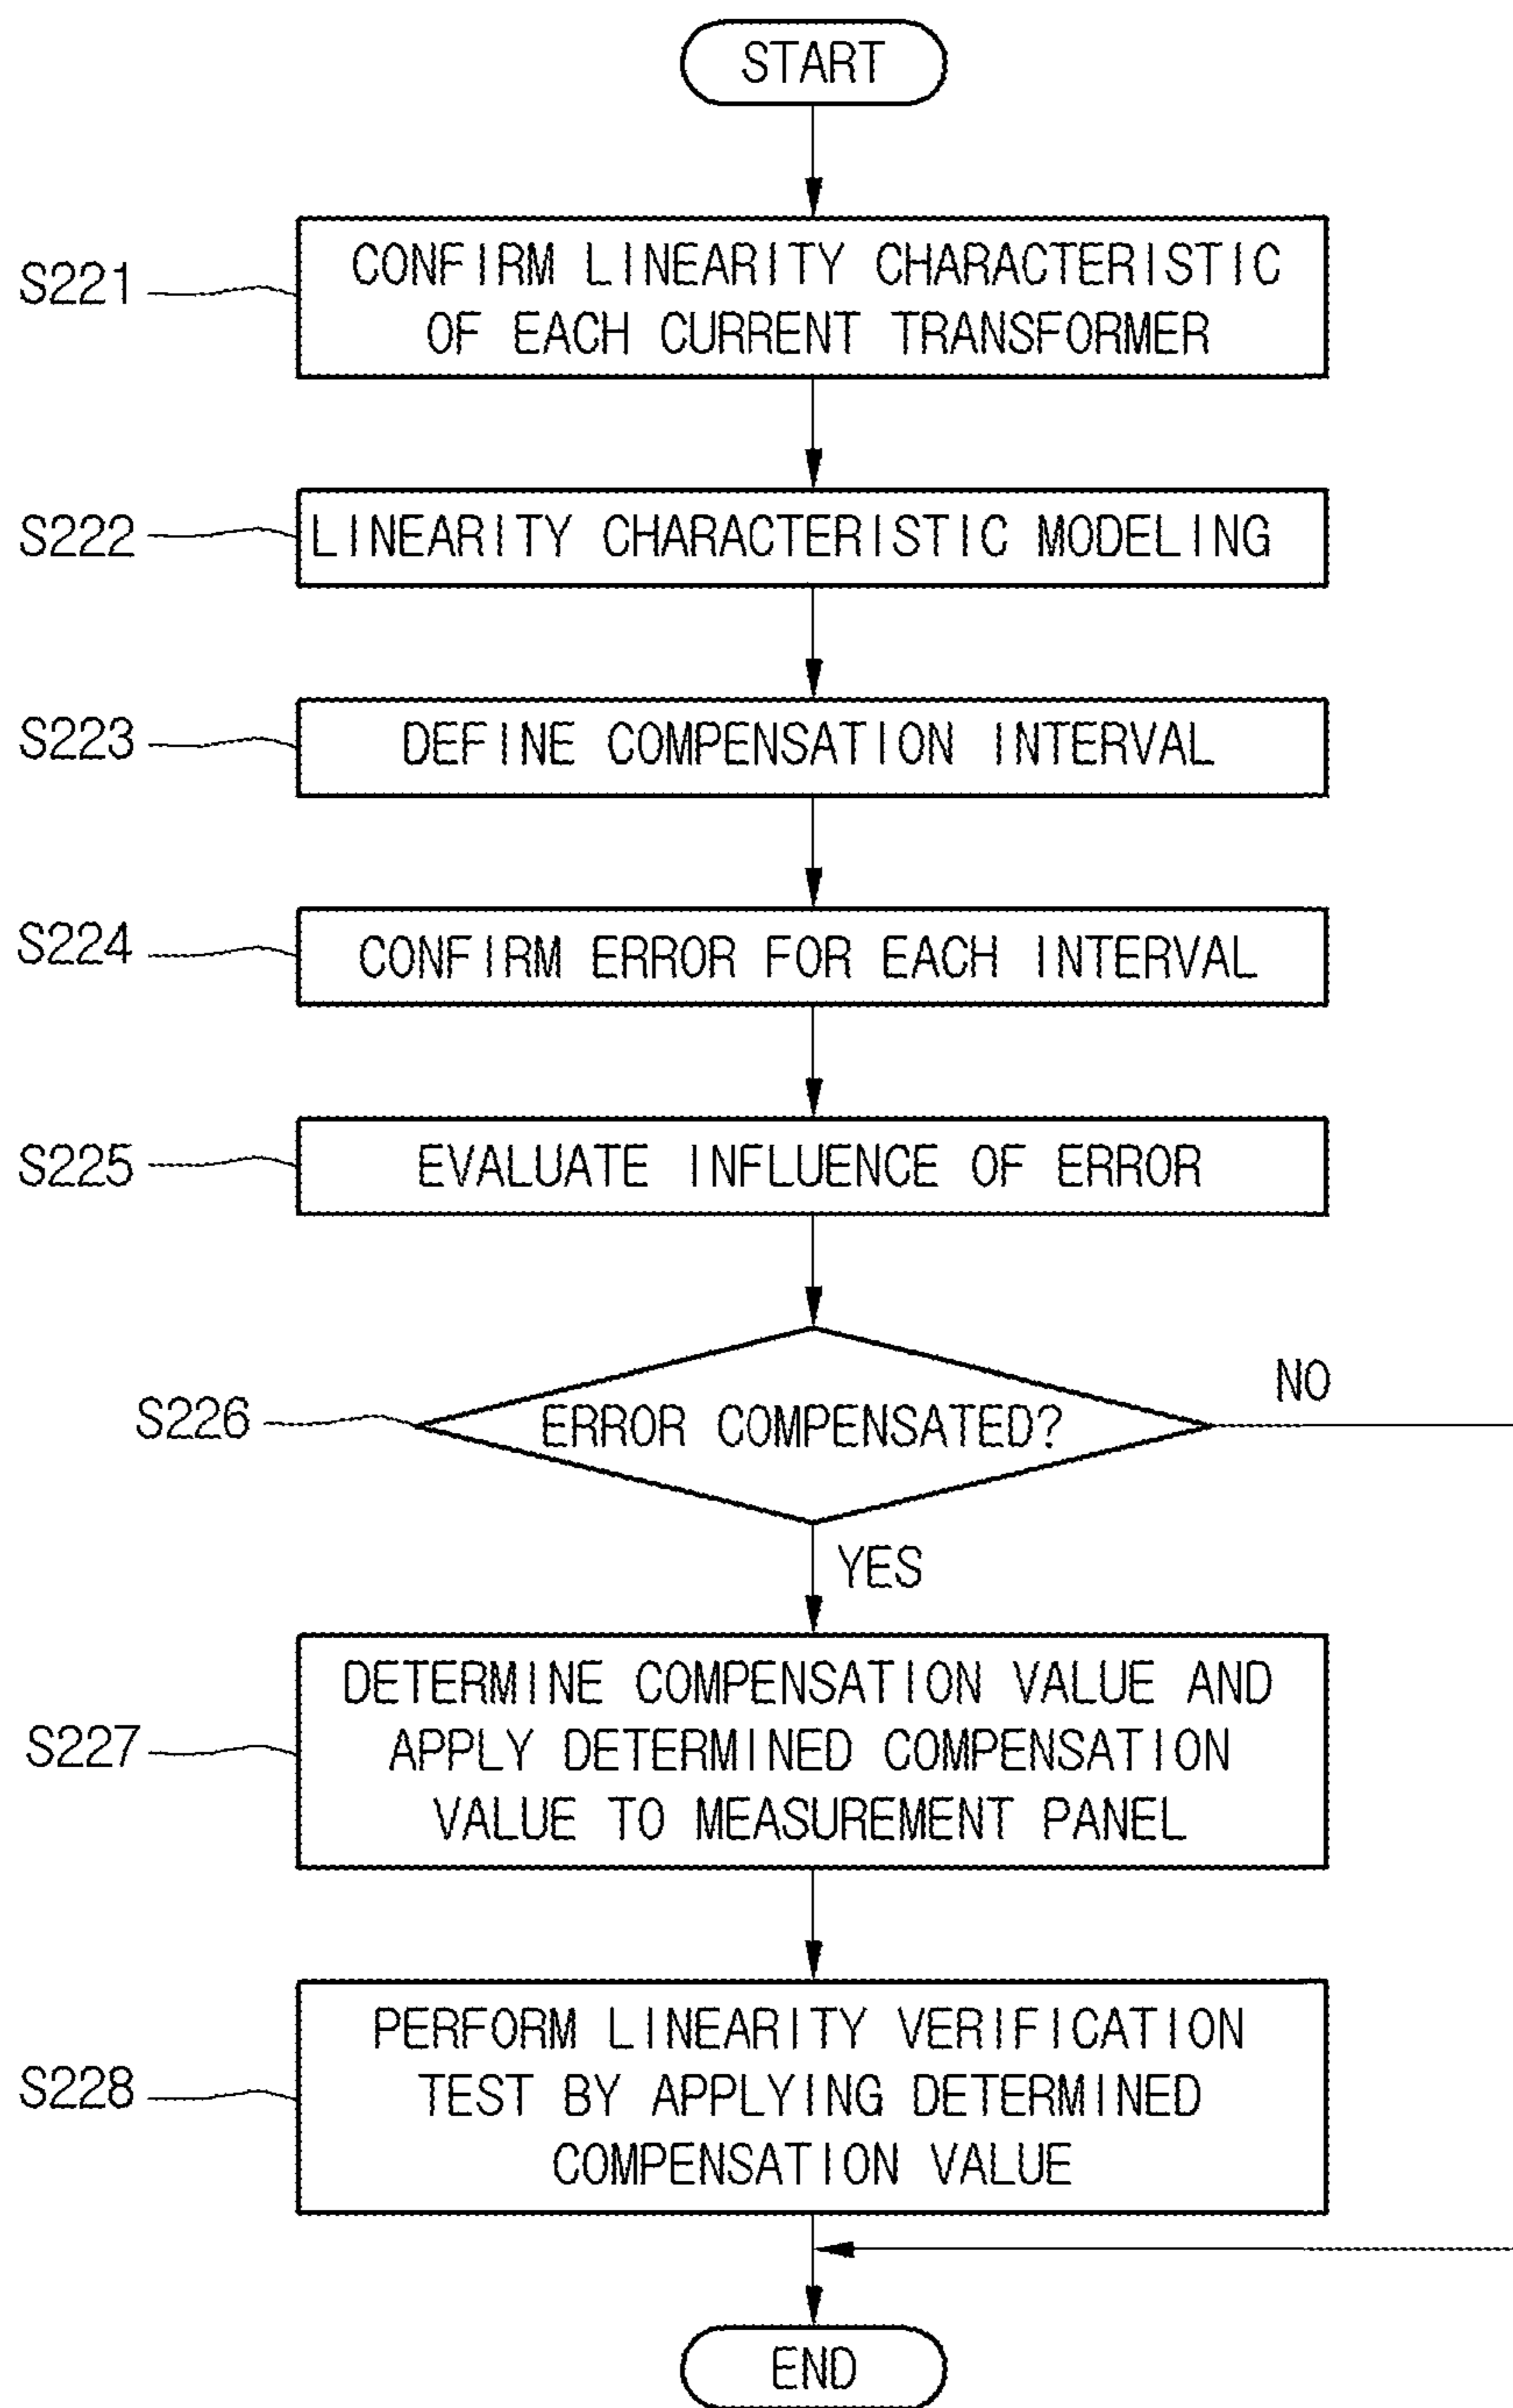 START
S221
CONFIRM LINEARITY CHARACTERISTIC
OF EACH CURRENT TRANSFORMER
S222
LINEARITY CHARACTERISTIC MODELING
S223
DEFINE COMPENSATION INTERVAL
S224
CONFIRM ERROR FOR EACH INTERVAL
S225
EVALUATE INFLUENCE OF ERROR
S226
ERROR COMPENSATED?
NO
YES
S227
DETERMINE COMPENSATION VALUE AND
APPLY DETERMINED COMPENSATION
VALUE TO MEASUREMENT PANEL
S228
PERFORM LINEARITY VERIFICATION
TEST BY APPLYING DETERMINED
COMPENSATION VALUE
END